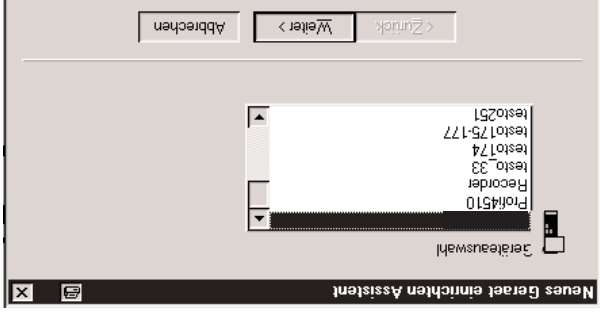 Neues Geraet einrichten Assistent
Geräteauswahl
Profi4510
Recorder
testo_33
testo174
testo175-177
testo251
< Zurück
Weiter >
Abbrechen